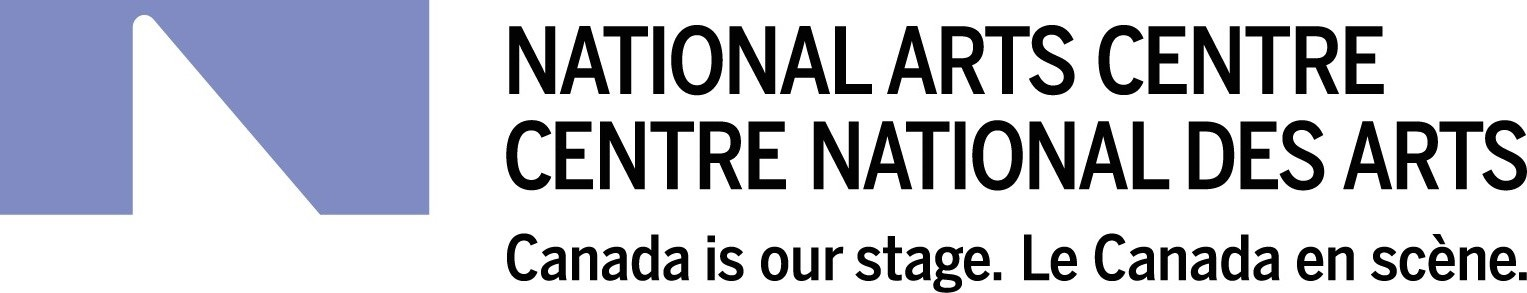 NATIONAL ARTS CENTRE
CENTRE NATIONAL DES ARTS
Canada is our stage. Le Canada en scène.